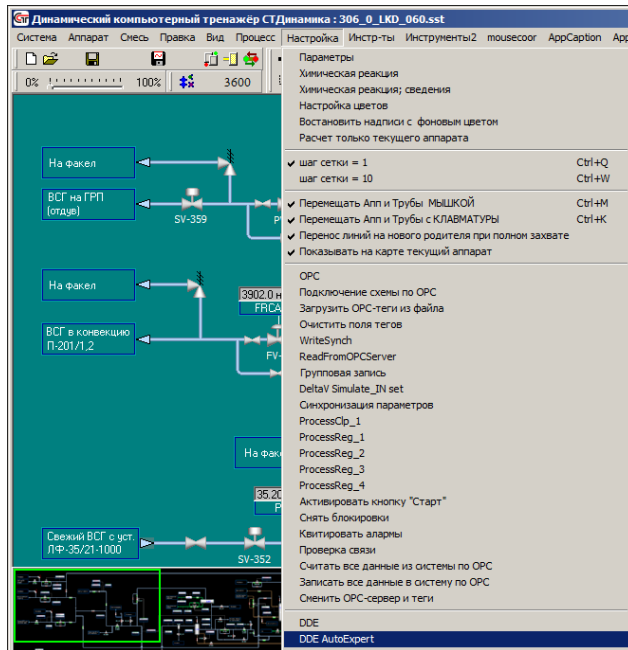 Динамический компьютерный тренажёр СТДинамика : 306_0_LKD_060.sst
Система Аппарат Смесь Правка Вид Процесс Настройка Инстр-ты Инструменты2 mousecoor AppCaption App
0% 100% 3600
Параметры
Химическая реакция
Химическая реакция; сведения
Настройка цветов
Востановить надписи с фоновым цветом
Расчет только текущего аппарата
шаг сетки = 1 Ctrl+Q
шаг сетки = 10 Ctrl+W
Перемещать Апп и Трубы МЫШКОЙ Ctrl+M
Перемещать Апп и Трубы с КЛАВМАТУРЫ Ctrl+K
Перенос линий на нового родителя при полном захвате
Показывать на карте текущий аппарат
OPC
Подключение схемы по OPC
Загрузить OPC-теги из файла
Очистить поля тегов
WriteSynch
ReadFromOPCServer
Групповая запись
DeltaV Simulate_IN set
Синхронизация параметров
ProcessClp_1
ProcessReg_1
ProcessReg_2
ProcessReg_3
ProcessReg_4
Активировать кнопку "Старт"
Снять блокировки
Квитировать алармы
Проверка связи
Считать все данные из системы по OPC
Записать все данные в систему по OPC
Сменить OPC-сервер и теги
DDE
DDE AutoExpert
На факел
ВСГ на ГРП
(отдув)
SV-359
P
На факел
3902.0 н
FRCA
ВСГ в конвекцию
П-201/1,2
FV-
На фак
35.20
P
Свежий ВСГ с уст.
ЛФ-35/21-1000
SV-352